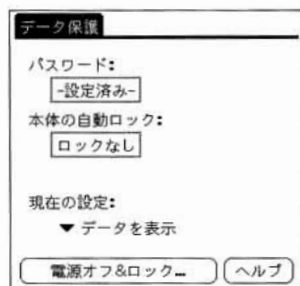 データ保護
パスワード:
-設定済み-
本体の自動ロック:
ロックなし
現在の設定:
▼ データを表示
電源オフ&ロック... ヘルプ